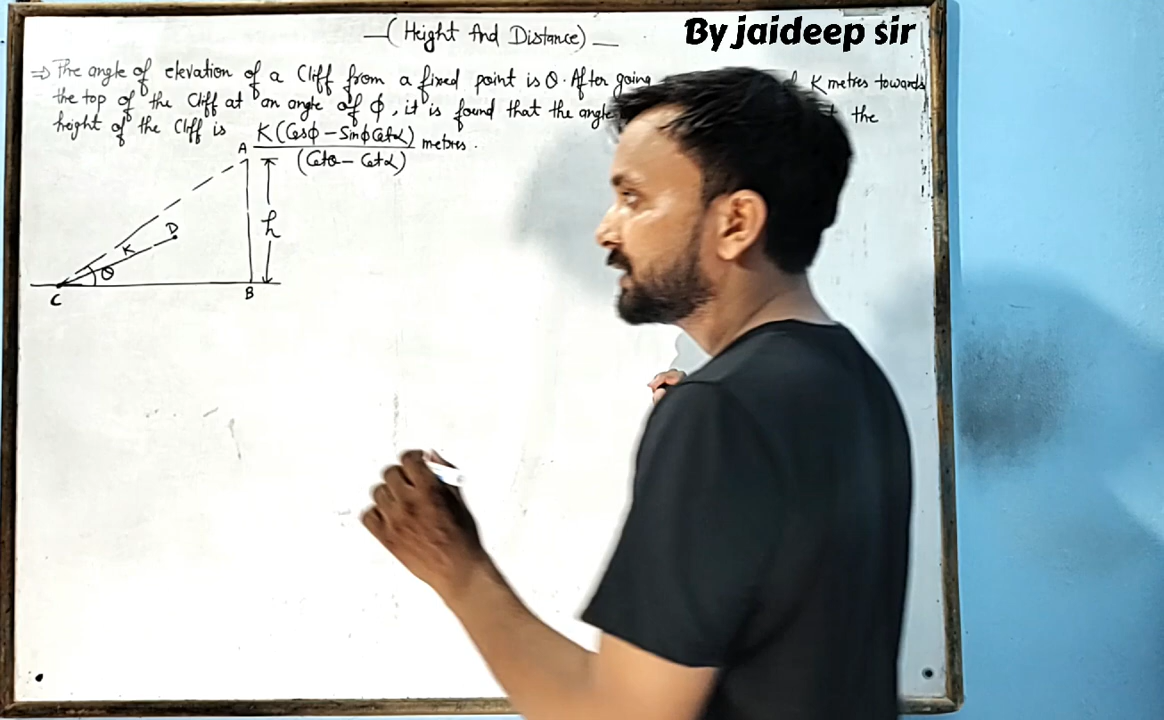 (Height And Distance)
By jaideep sir
⇒ The angle of elevation of a Cliff from a fixed point is θ. After going K metres towards
the top of the Cliff at an angle of ϕ, it is found that the angle the
height of the Cliff is K(Cosϕ - SinϕCotα) / (Cotθ - Cotα) metres.
A
h
D
K
θ
C
B